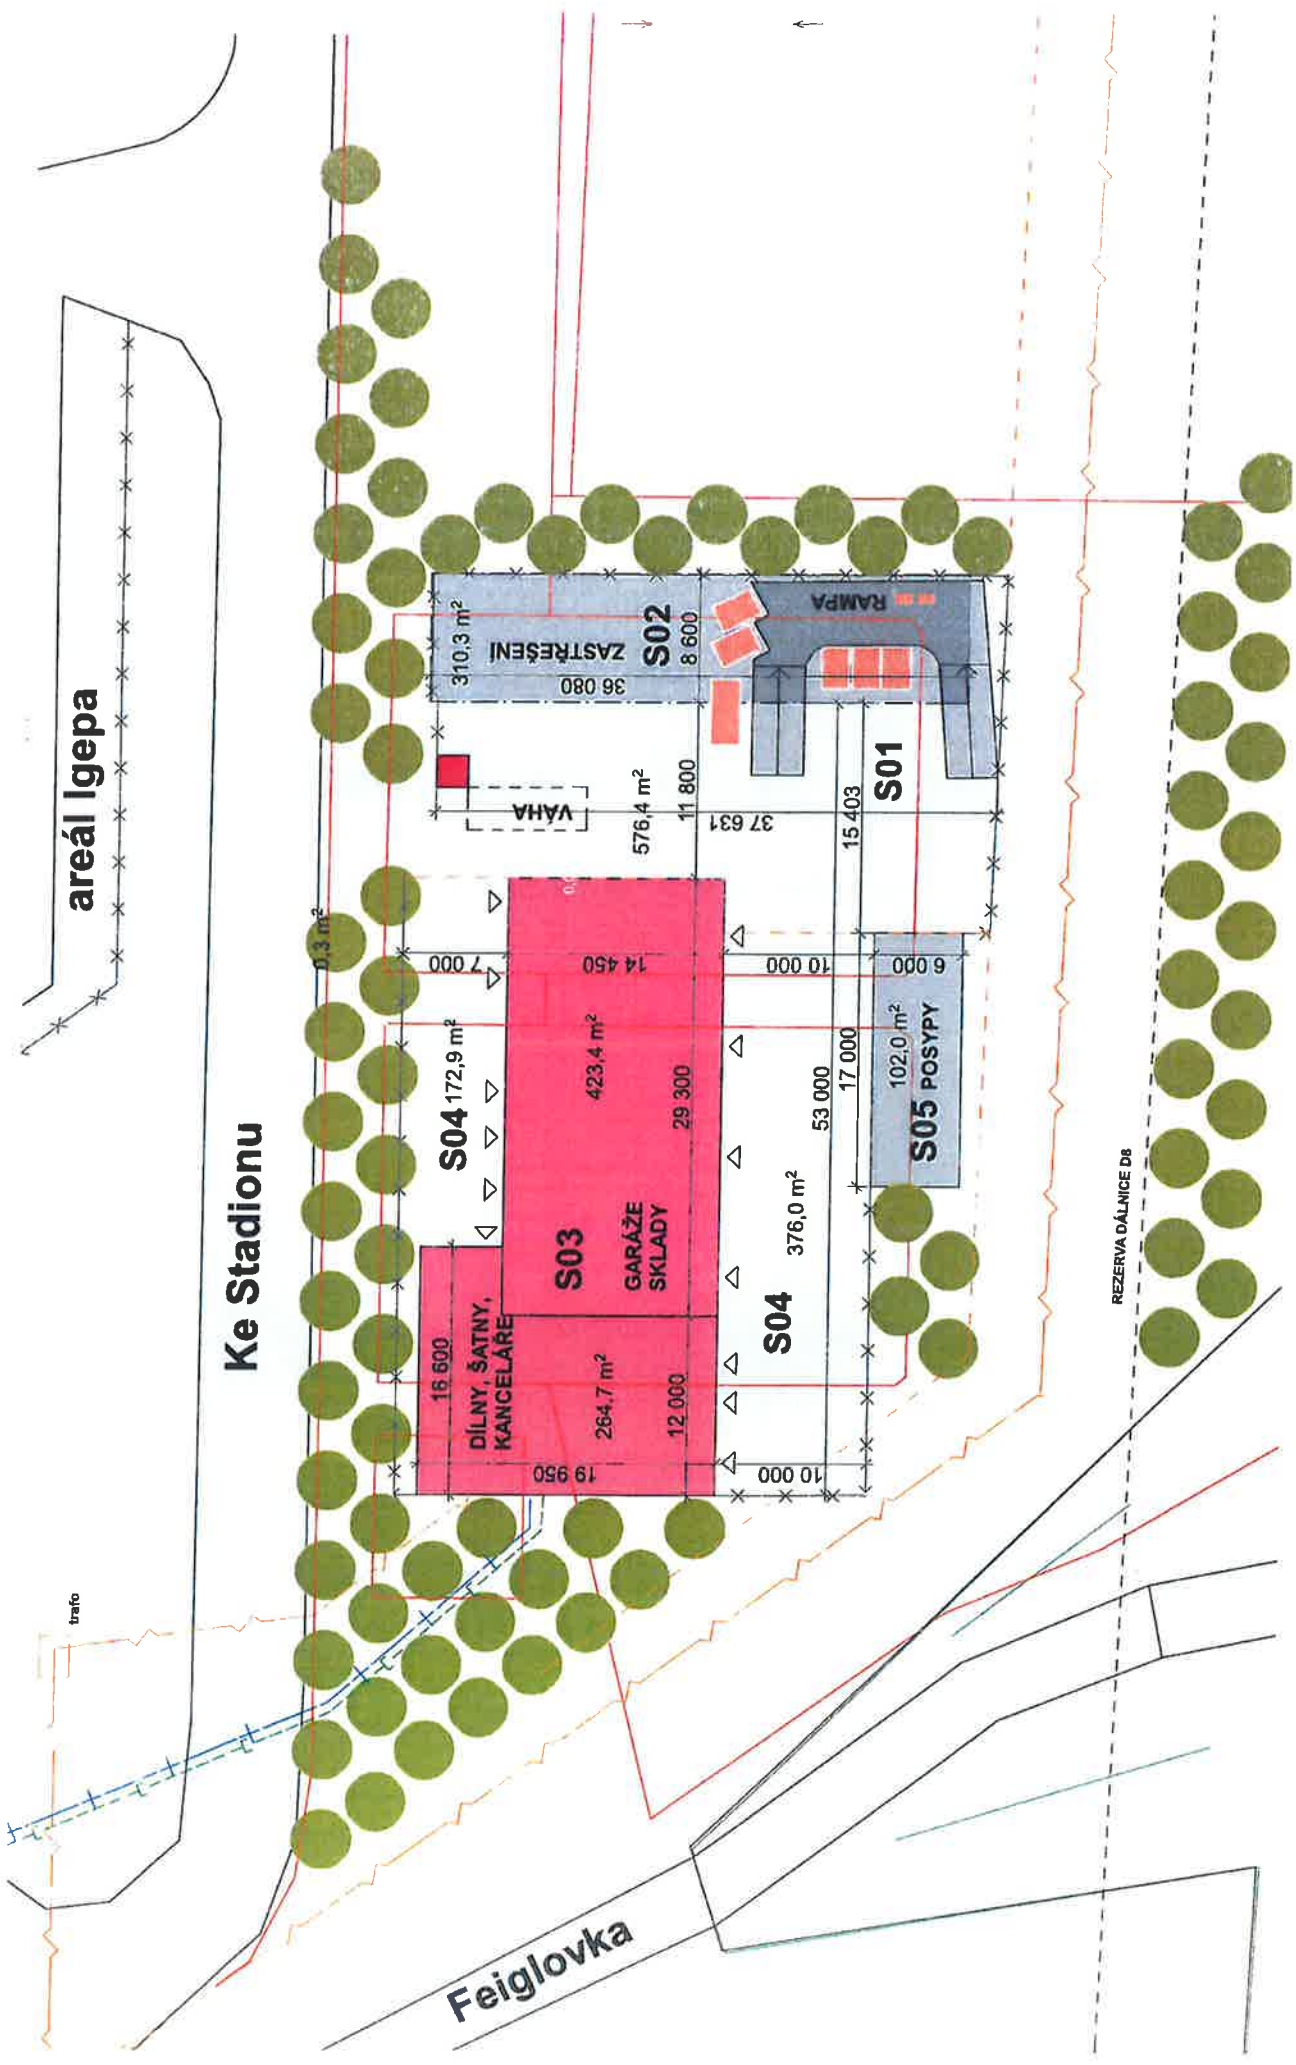 areál Igepa
Ke Stadionu
0,3 m²
trafo
310,3 m²
ZASTŘEŠENÍ
S02
36 080
8 600
RAMPA
VÁHA
576,4 m²
11 800
37 631
15 403
S01
7 000
14 450
10 000
6 000
S04
172,9 m²
423,4 m²
29 300
S03
GARÁŽE
SKLADY
53 000
17 000
102,0 m²
S05 POSYPY
376,0 m²
S04
16 600
DÍLNY, ŠATNY,
KANCELÁŘE
264,7 m²
12 000
19 950
10 000
REZERVA DÁLNICE D8
Feiglovka